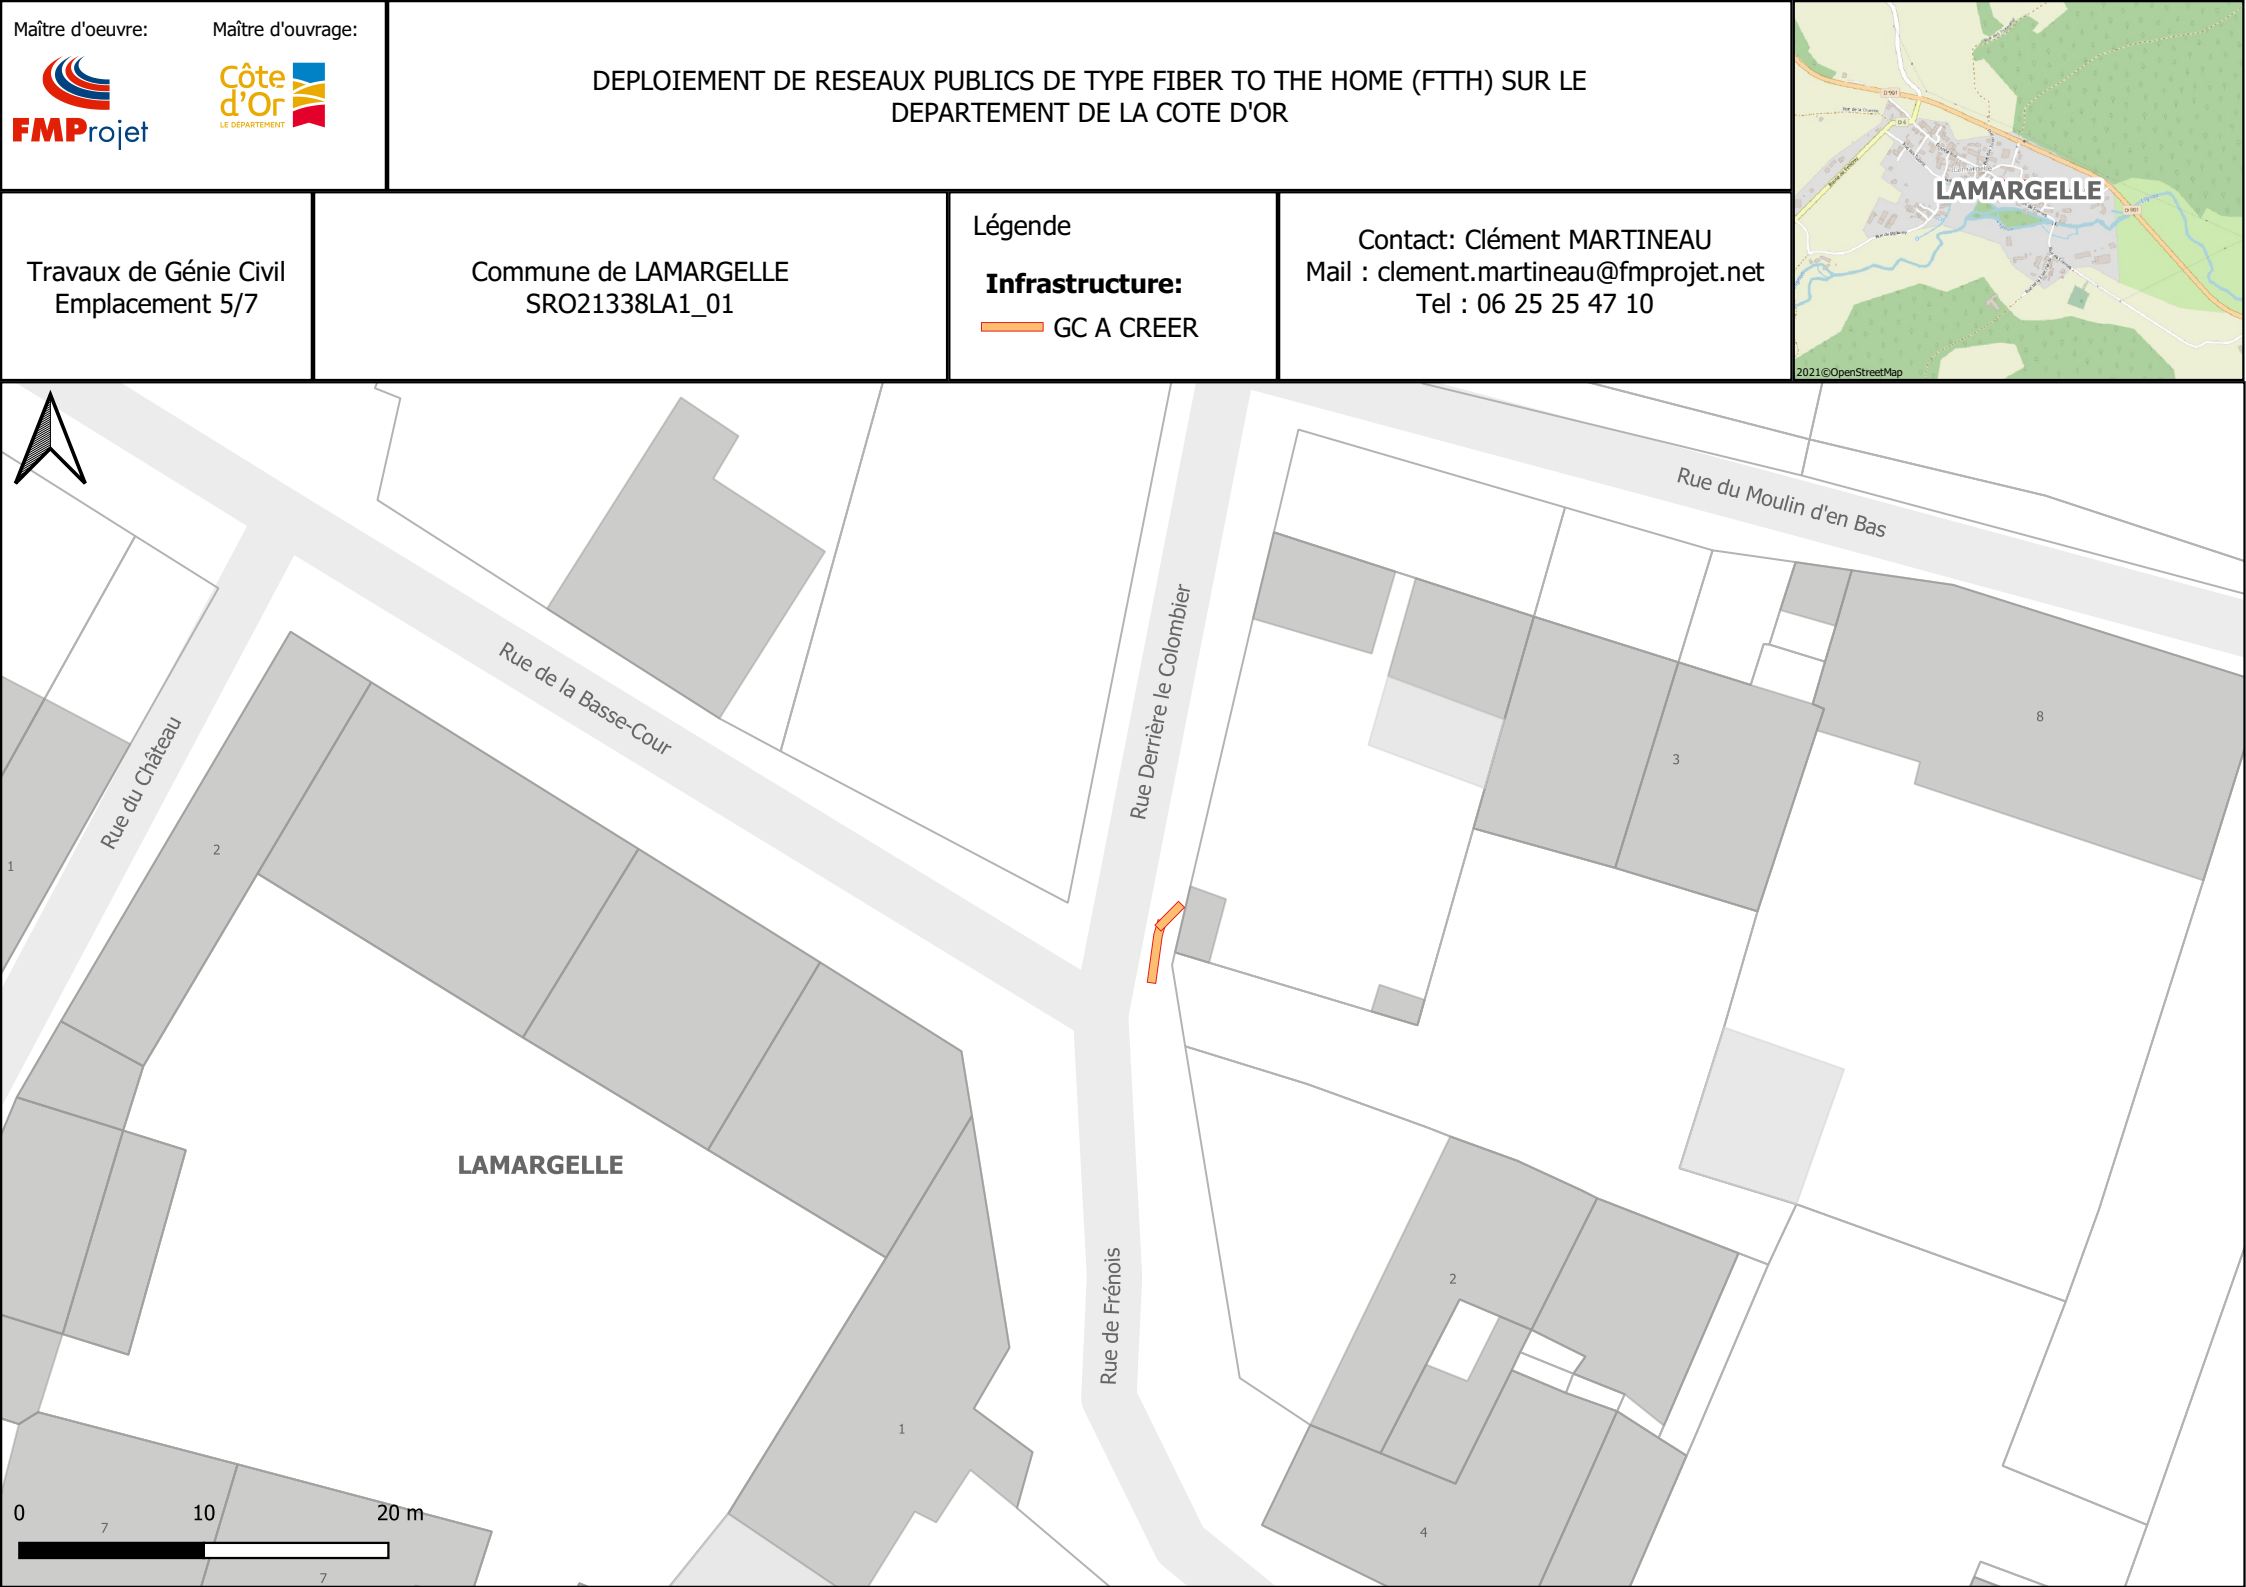 Maître d'oeuvre:
Maître d'ouvrage:
FMProjet
Côte
d'Or
LE DÉPARTEMENT
DEPLOIEMENT DE RESEAUX PUBLICS DE TYPE FIBER TO THE HOME (FTTH) SUR LE
DEPARTEMENT DE LA COTE D'OR
D 991
D 6
Lamargelle
LAMARGELLE
D 991
2021©OpenStreetMap
Travaux de Génie Civil
Emplacement 5/7
Commune de LAMARGELLE
SRO21338LA1_01
Légende
Infrastructure:
GC A CREER
Contact: Clément MARTINEAU
Mail : clement.martineau@fmprojet.net
Tel : 06 25 25 47 10
Rue du Moulin d'en Bas
Rue Derrière le Colombier
Rue de la Basse-Cour
Rue du Château
8
3
2
1
LAMARGELLE
2
Rue de Frénois
1
4
0
10
20 m
7
7